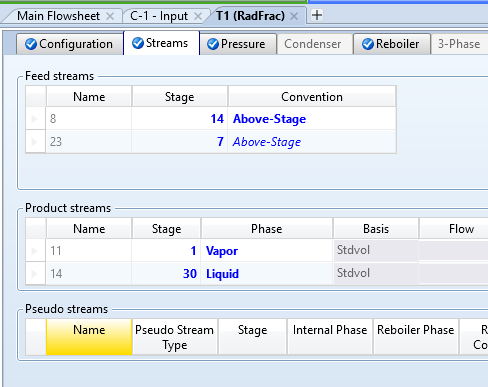 Main Flowsheet × C-1 - Input × T1 (RadFrac) × +
Configuration Streams Pressure Condenser Reboiler 3-Phase
Feed streams
Name Stage Convention
8 14 Above-Stage
23 7 Above-Stage
Product streams
Name Stage Phase Basis Flow
11 1 Vapor Stdvol
14 30 Liquid Stdvol
Pseudo streams
Name Pseudo Stream Type Stage Internal Phase Reboiler Phase R
Co